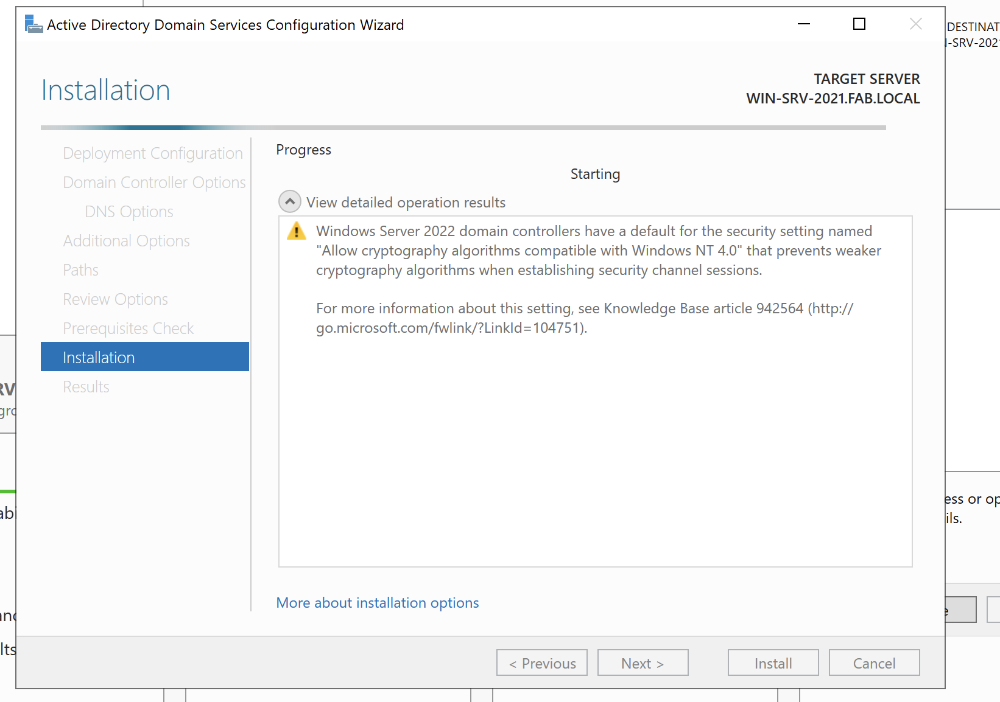 Active Directory Domain Services Configuration Wizard
DESTINAT
-SRV-202
Installation
TARGET SERVER
WIN-SRV-2021.FAB.LOCAL
Deployment Configuration
Domain Controller Options
DNS Options
Additional Options
Paths
Review Options
Prerequisites Check
Installation
Results
Progress
Starting
View detailed operation results
Windows Server 2022 domain controllers have a default for the security setting named
"Allow cryptography algorithms compatible with Windows NT 4.0" that prevents weaker
cryptography algorithms when establishing security channel sessions.
For more information about this setting, see Knowledge Base article 942564 (http://
go.microsoft.com/fwlink/?LinkId=104751).
More about installation options
< Previous
Next >
Install
Cancel
RV
gro
abi
lts
ess or op
ils.
e